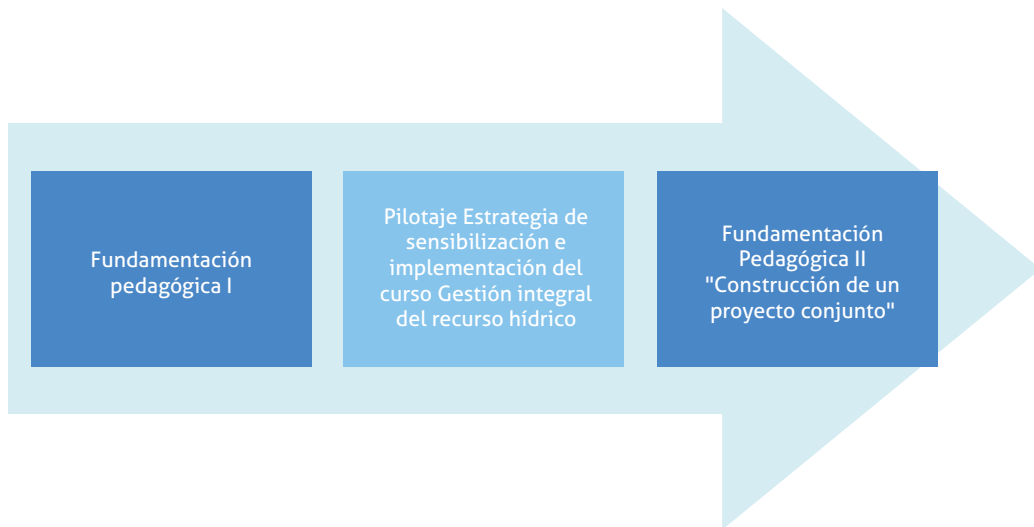 Fundamentación
pedagógica I
Pilotaje Estrategia de
sensibilización e
implementación del
curso Gestión integral
del recurso hídrico
Fundamentación
Pedagógica II
"Construcción de un
proyecto conjunto"